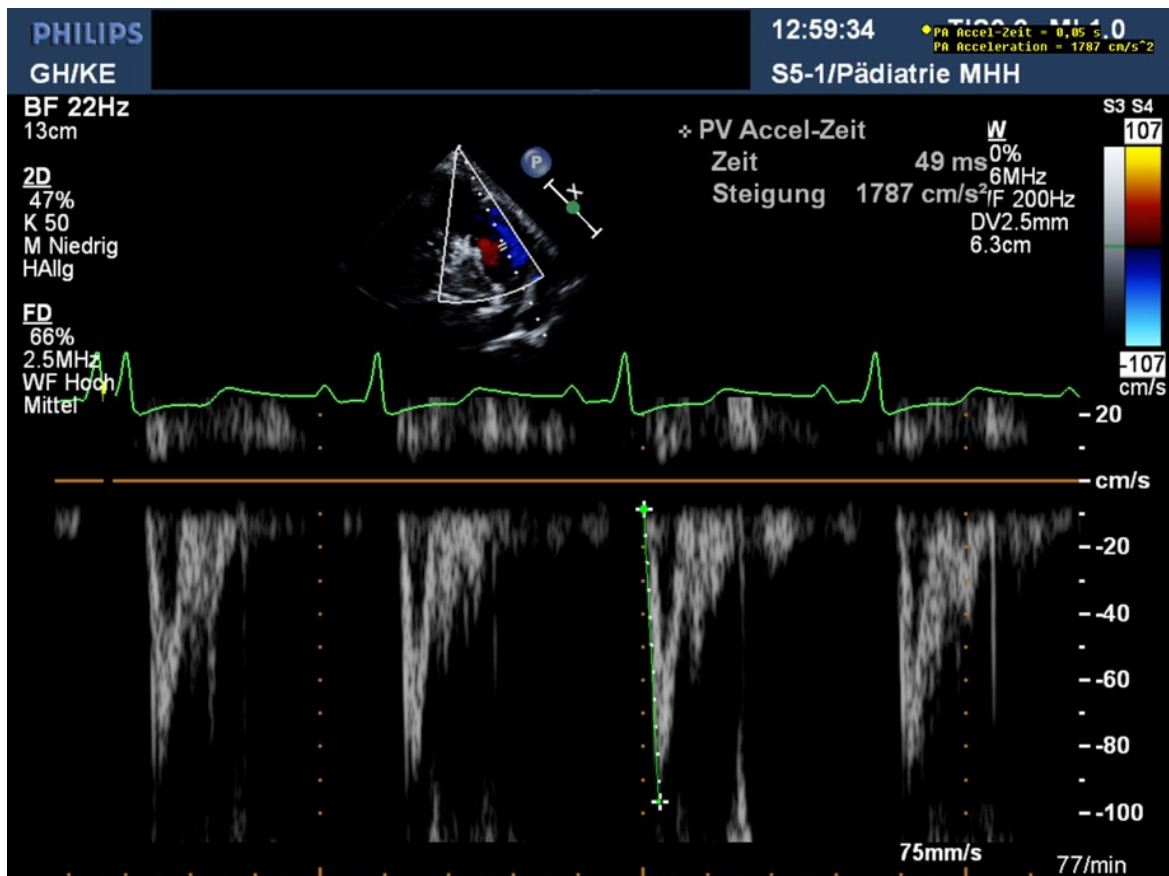 PHILIPS
GH/KE
12:59:34
PA Accel-Zeit = 0,05 s
PA Acceleration = 1787 cm/s^2
S5-1/Pädiatrie MHH
BF 22Hz
13cm
2D
47%
K 50
M Niedrig
HAllg
FD
66%
2.5MHz
WF Hoch
Mittel
P
X
PV Accel-Zeit
Zeit 49 ms
Steigung 1787 cm/s²
0%
6MHz
200Hz
DV2.5mm
6.3cm
S3 S4
107
-107
cm/s
20
cm/s
-20
-40
-60
-80
-100
75mm/s
77/min